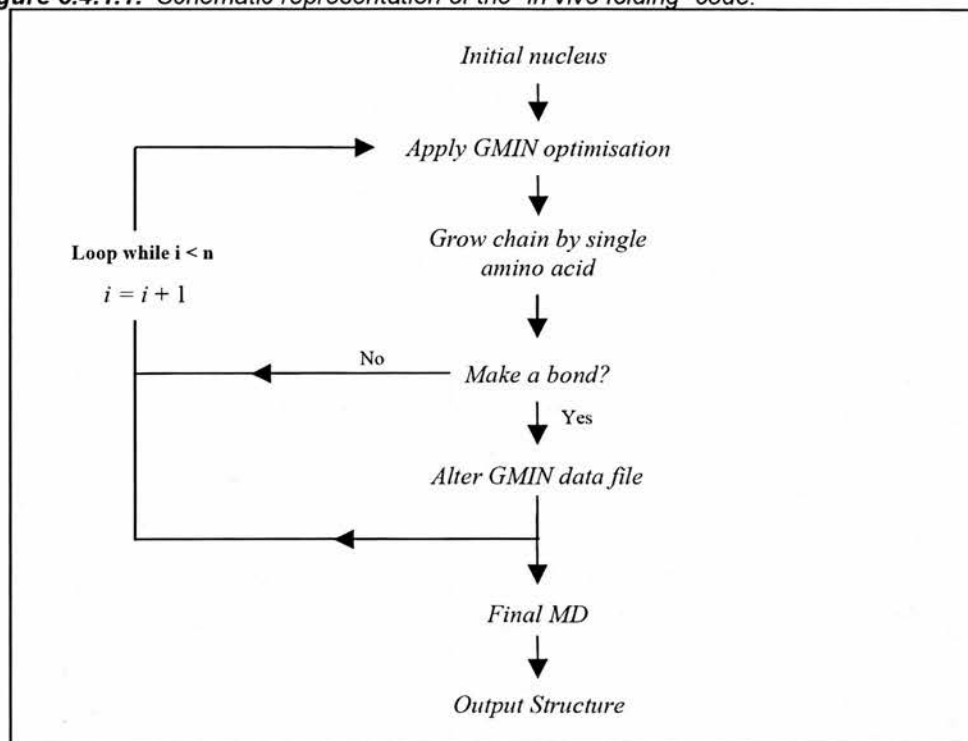 gure 6.4.1.1. Schematic representation of the "in vivo folding" code.
Initial nucleus
Apply GMIN optimisation
Grow chain by single
amino acid
Loop while i < n
i = i + 1
No
Make a bond?
Yes
Alter GMIN data file
Final MD
Output Structure